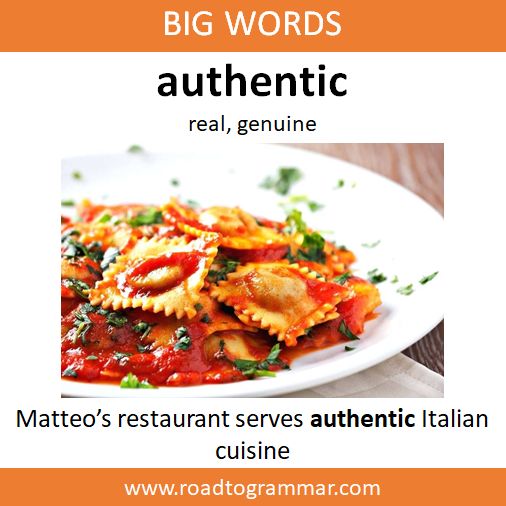 BIG WORDS
authentic
real, genuine
Matteo’s restaurant serves authentic Italian
cuisine
www.roadtogrammar.com